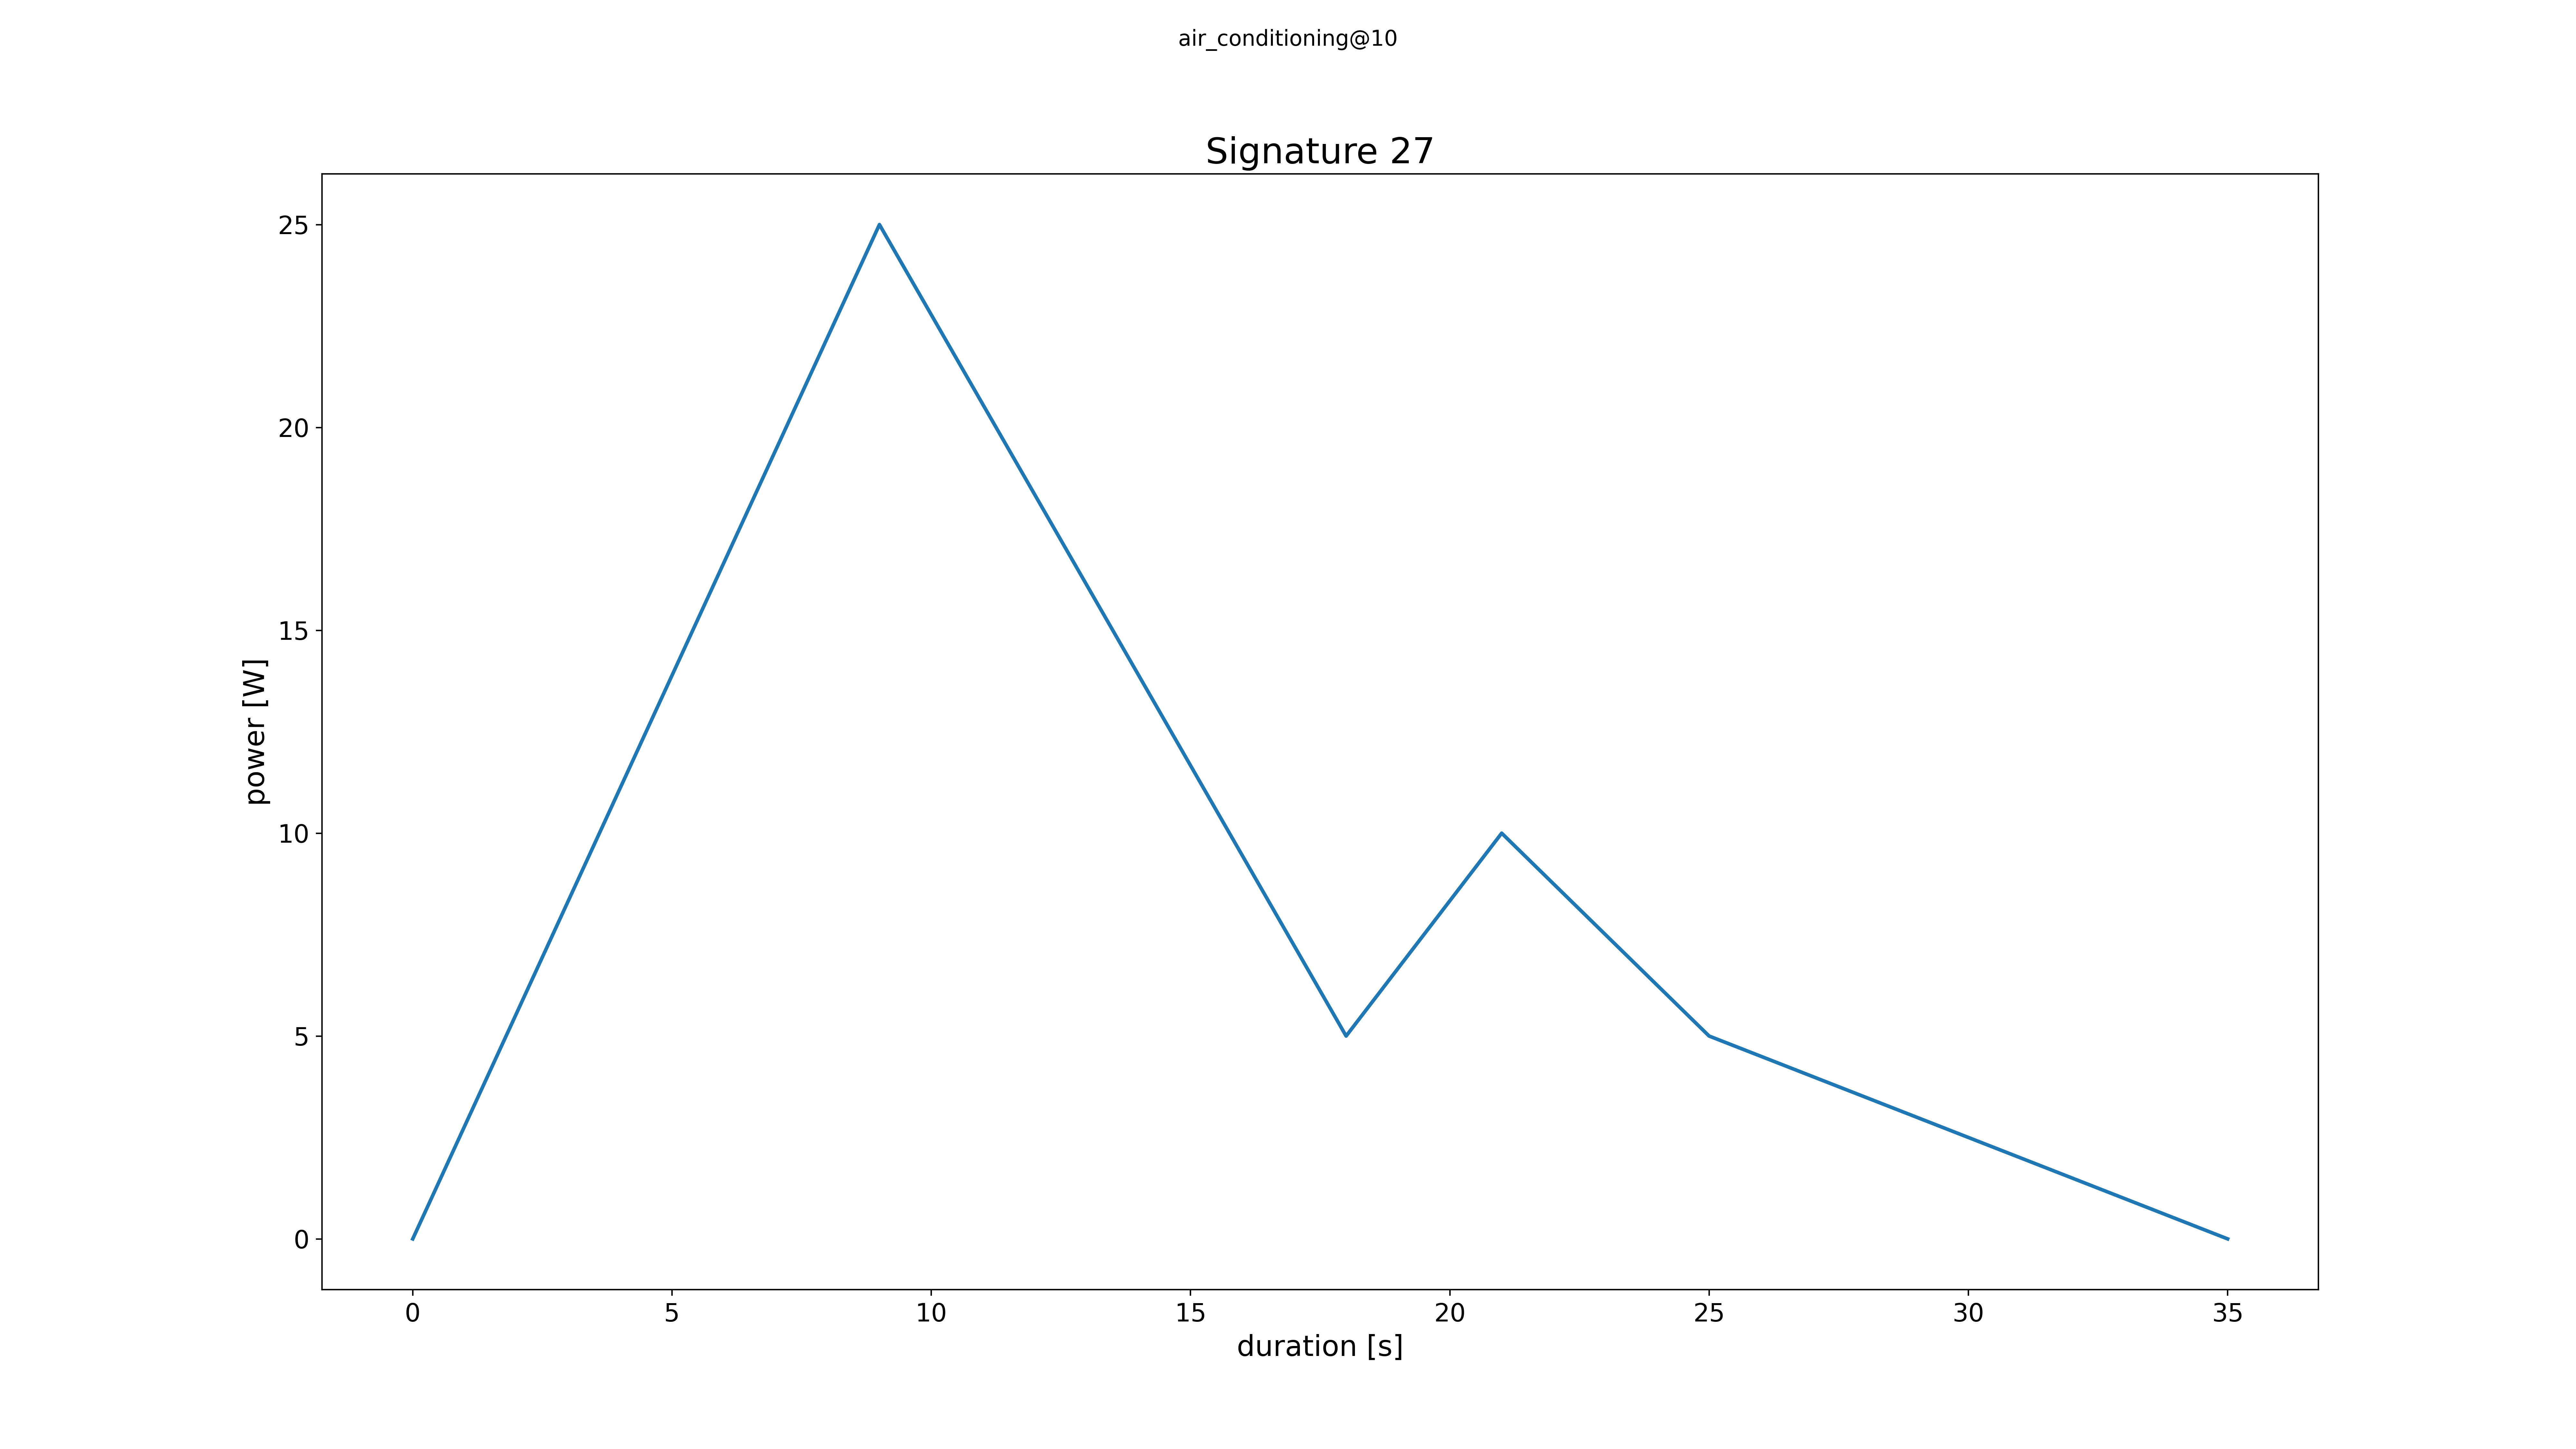 air_conditioning@10
Signature 27
power [W]
25
20
15
10
5
0
0 5 10 15 20 25 30 35
duration [s]